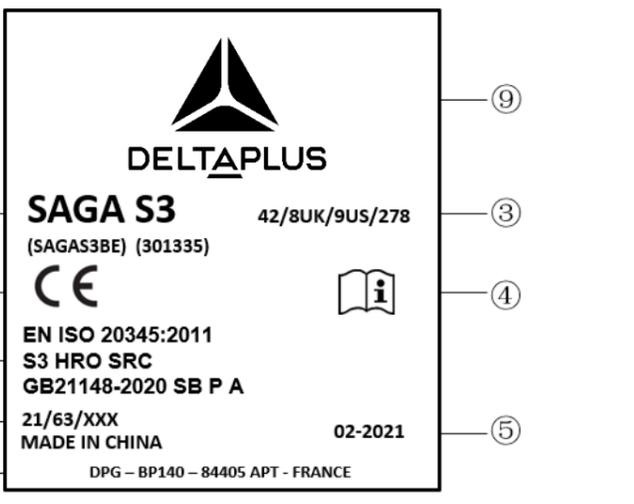 ⑨
DELTAPLUS
SAGA S3
42/8UK/9US/278 ③
(SAGAS3BE) (301335)
CE i ④
EN ISO 20345:2011
S3 HRO SRC
GB21148-2020 SB P A
21/63/XXX
MADE IN CHINA
02-2021 ⑤
DPG – BP140 – 84405 APT - FRANCE